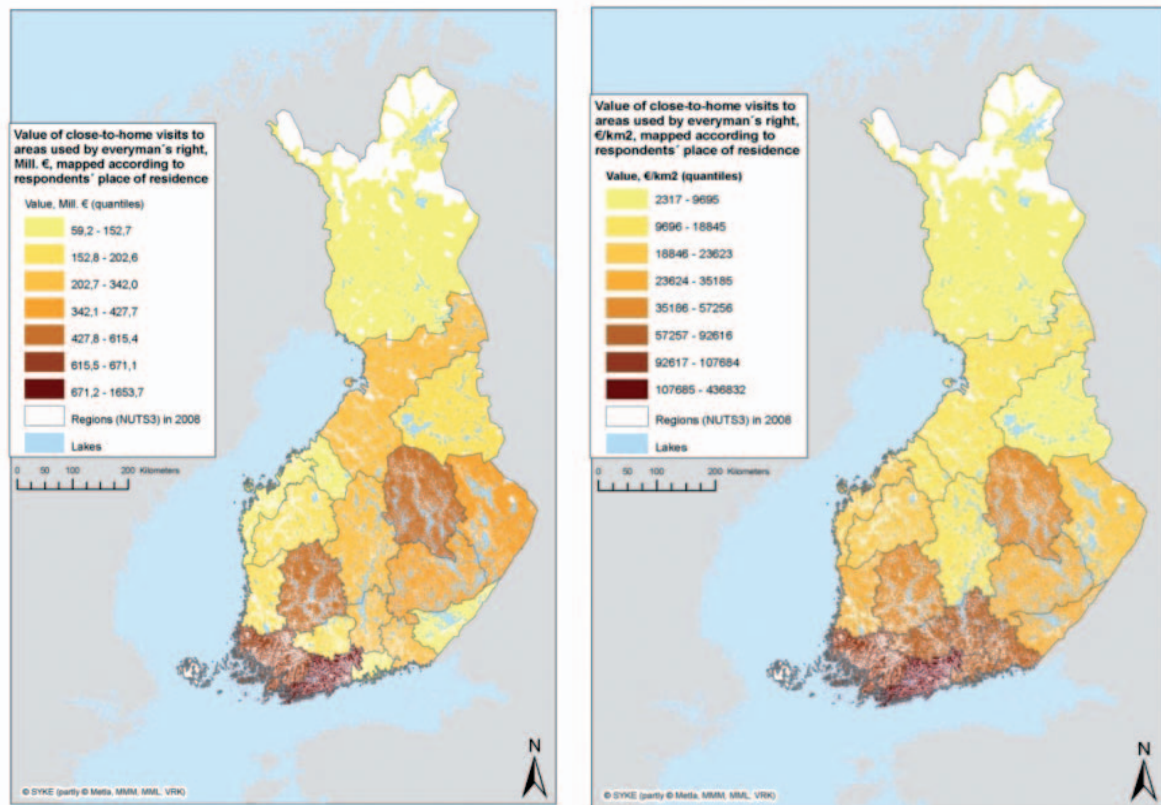 Value of close-to-home visits to
areas used by everyman´s right,
Mill. €, mapped according to
respondents´ place of residence
Value, Mill. € (quantiles)
59,2 - 152,7
152,8 - 202,6
202,7 - 342,0
342,1 - 427,7
427,8 - 615,4
615,5 - 671,1
671,2 - 1653,7
Regions (NUTS3) in 2008
Lakes
0 50 100 200 Kilometers
N
© SYKE (partly © Metla, MMM, MML, VRK)
Value of close-to-home visits to
areas used by everyman´s right,
€/km2, mapped according to
respondents´ place of residence
Value, €/km2 (quantiles)
2317 - 9695
9696 - 18845
18846 - 23623
23624 - 35185
35186 - 57256
57257 - 92616
92617 - 107684
107685 - 436832
Regions (NUTS3) in 2008
Lakes
0 50 100 200 Kilometers
N
© SYKE (partly © Metla, MMM, MML, VRK)